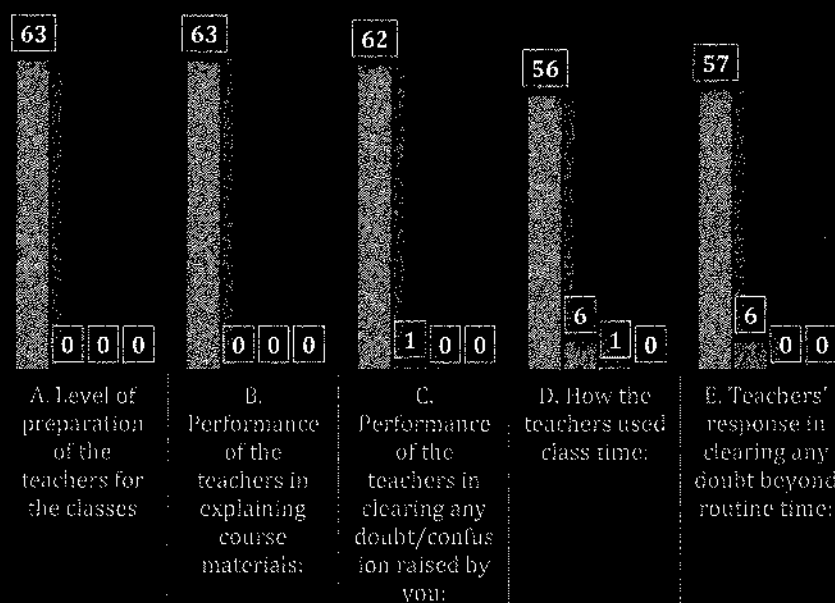 63
0
0
0
63
0
0
0
62
1
0
0
56
6
1
0
57
6
0
0
A. Level of
preparation
of the
teachers for
the classes
B.
Performance
of the
teachers in
explaining
course
materials:
C.
Performance
of the
teachers in
clearing any
doubt/confus
ion raised by
you:
D. How the
teachers used
class time:
E. Teachers'
response in
clearing any
doubt beyond
routine time: